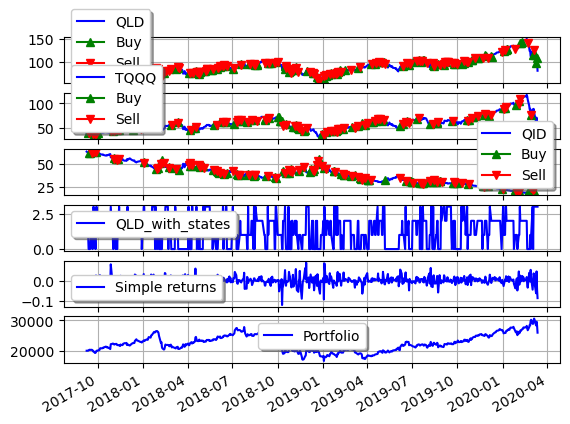 QLD
Buy
Sell
150
100
TQQQ
Buy
Sell
100
50
QID
Buy
Sell
50
25
QLD_with_states
2.5
0.0
Simple returns
0.0
−0.1
Portfolio
30000
20000
2017-10 2018-01 2018-04 2018-07 2018-10 2019-01 2019-04 2019-07 2019-10 2020-01 2020-04